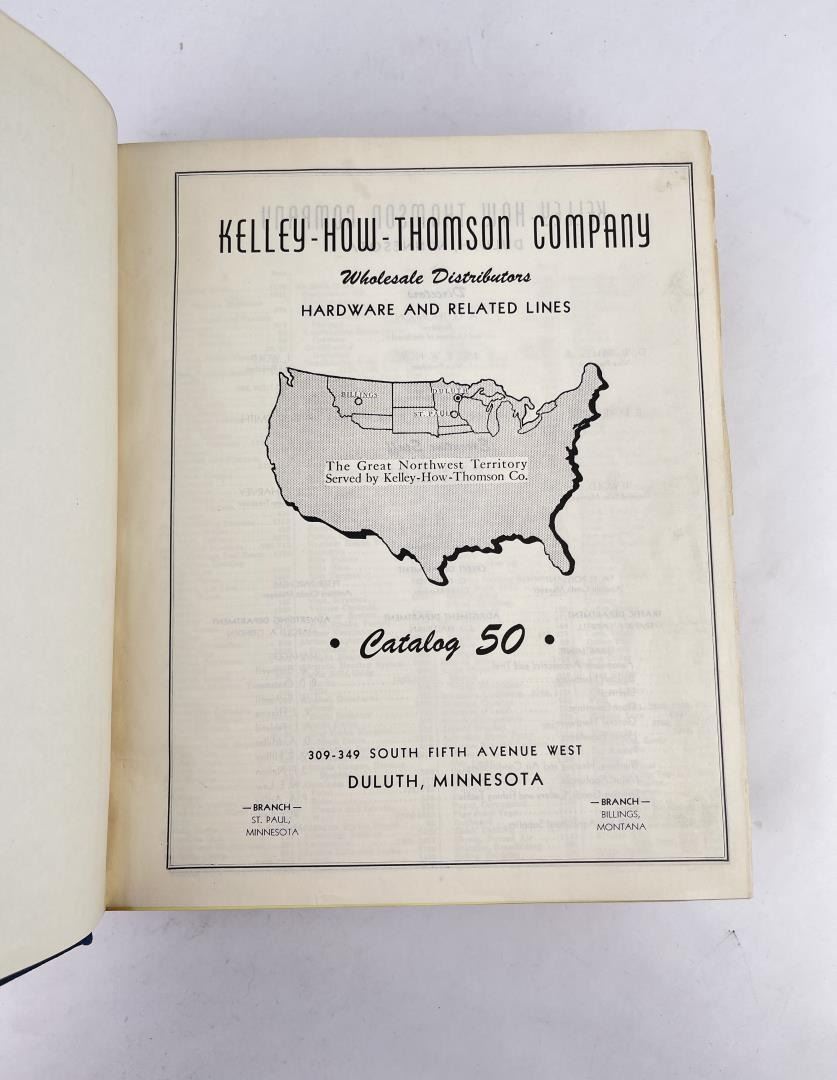 KELLEY-HOW-THOMSON COMPANY
Wholesale Distributors
HARDWARE AND RELATED LINES
BILLINGS
DULUTH
ST. PAUL
The Great Northwest Territory
Served by Kelley-How-Thomson Co.
• Catalog 50 •
309-349 SOUTH FIFTH AVENUE WEST
DULUTH, MINNESOTA
— BRANCH —
ST. PAUL,
MINNESOTA
— BRANCH —
BILLINGS,
MONTANA